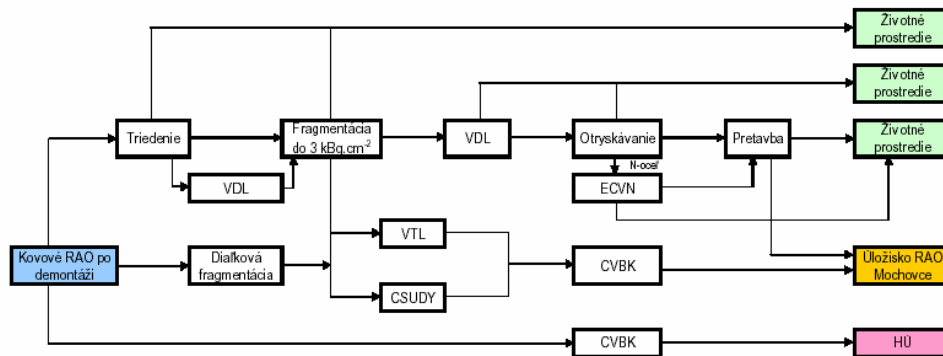 Životné
prostredie
Životné
prostredie
Triedenie
Fragmentácia
do 3 kBq.cm-2
VDL
Otryskávanie
Pretavba
Životné
prostredie
N-oceľ
VDL
ECVN
VTL
Kovové RAO po
demontáži
Diaľková
fragmentácia
CVBK
Úložisko RAO
Mochovce
CSUDY
CVBK
HÚ